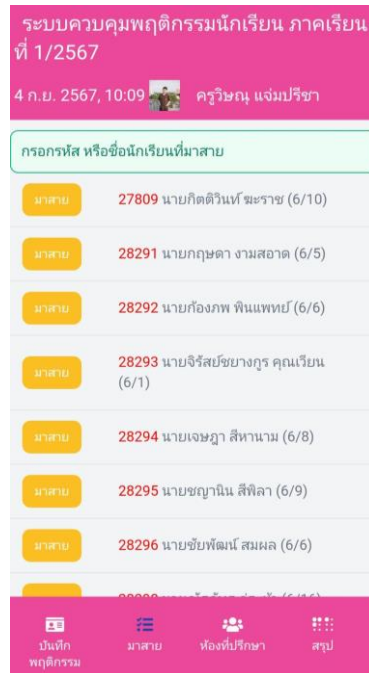 ระบบควบคุมพฤติกรรมนักเรียน ภาคเรียน
ที่ 1/2567
4 ก.ย. 2567, 10:09 ครูวิษณุ แจ่มปรีชา
กรอกรหัส หรือชื่อนักเรียนที่มาสาย
มาสาย 27809 นายกิตติวินท์ ฆะราช (6/10)
มาสาย 28291 นายกฤษดา งามสอาด (6/5)
มาสาย 28292 นายก้องภพ พินแพทย์ (6/6)
มาสาย 28293 นายจิรัสย์ชยางกูร คุณเวียน
(6/1)
มาสาย 28294 นายเจษฎา สีหานาม (6/8)
มาสาย 28295 นายชญานิน สีพิลา (6/9)
มาสาย 28296 นายชัยพัฒน์ สมผล (6/6)
บันทึก
พฤติกรรม
มาสาย
ห้องที่ปรึกษา
สรุป